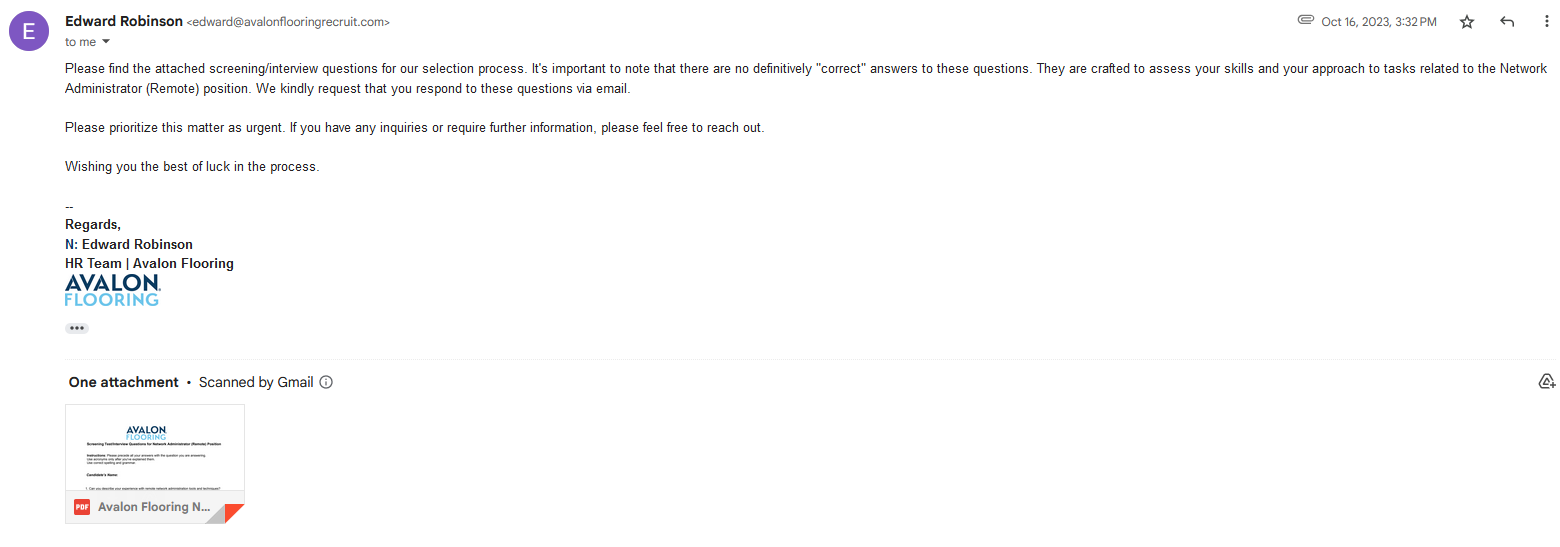 E
Edward Robinson <edward@avalonflooringrecruit.com>
Oct 16, 2023, 3:32 PM
to me
Please find the attached screening/interview questions for our selection process. It's important to note that there are no definitively "correct" answers to these questions. They are crafted to assess your skills and your approach to tasks related to the Network
Administrator (Remote) position. We kindly request that you respond to these questions via email.
Please prioritize this matter as urgent. If you have any inquiries or require further information, please feel free to reach out.
Wishing you the best of luck in the process.
--
Regards,
N: Edward Robinson
HR Team | Avalon Flooring
AVALON
FLOORING
One attachment • Scanned by Gmail
AVALON
FLOORING
Screening Test/Interview Questions for Network Administrator (Remote) Position
Instructions: Please precede all your answers with the question you are answering
Use acronyms only after you've explained them.
Use correct spelling and grammar.
Candidate's Name:
1. Can you describe your experience with remote network administration tools and techniques?
PDF
Avalon Flooring N...